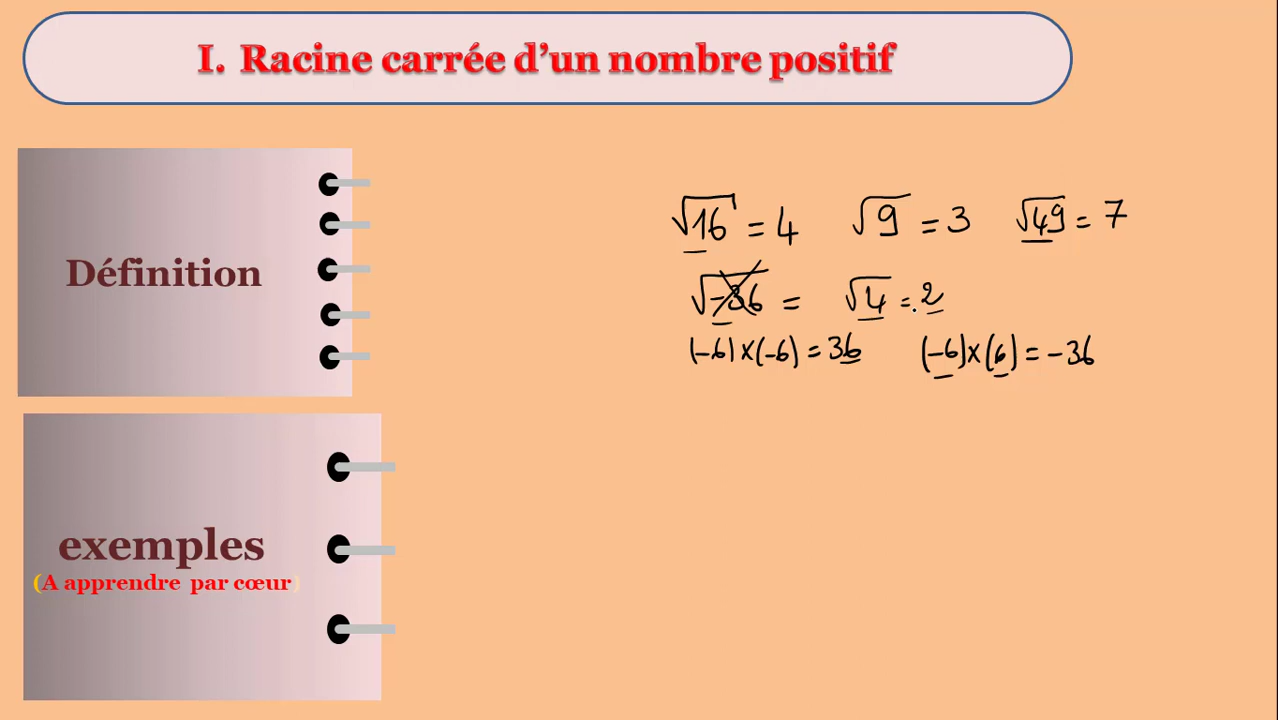 I. Racine carrée d'un nombre positif
Définition
√16 = 4 √9 = 3 √49 = 7
√-36 = √4 = 2
(-6)×(-6) = 36 (-6)×(6) = -36
exemples
(A apprendre par cœur)